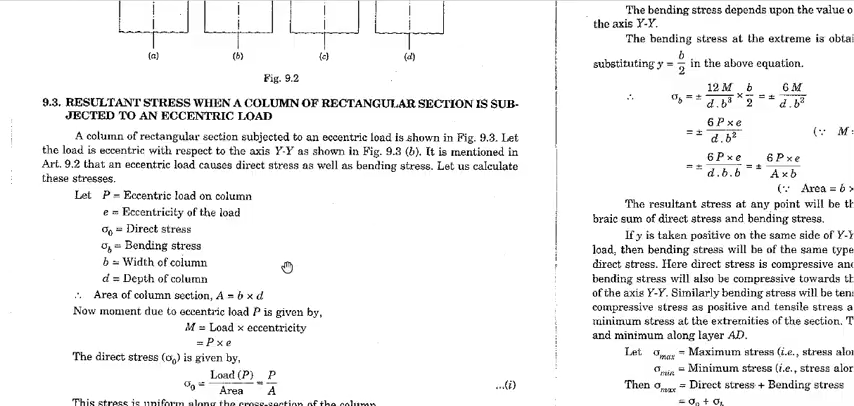 (a) (b) (c) (d)
Fig. 9.2
9.3. RESULTANT STRESS WHEN A COLUMN OF RECTANGULAR SECTION IS SUB-
JECTED TO AN ECCENTRIC LOAD
A column of rectangular section subjected to an eccentric load is shown in Fig. 9.3. Let
the load is eccentric with respect to the axis Y-Y as shown in Fig. 9.3 (b). It is mentioned in
Art. 9.2 that an eccentric load causes direct stress as well as bending stress. Let us calculate
these stresses.
Let P = Eccentric load on column
e = Eccentricity of the load
σ0 = Direct stress
σb = Bending stress
b = Width of column
d = Depth of column
∴ Area of column section, A = b × d
Now moment due to eccentric load P is given by,
M = Load × eccentricity
= P × e
The direct stress (σ0) is given by,
σ0 = Load (P) / Area = P / A ...(i)
This stress is uniform along the cross-section of the column.
The bending stress depends upon the value o
the axis Y-Y.
The bending stress at the extreme is obtai
substituting y = b/2 in the above equation.
∴ σb = ± 12 M / d.b³ × b / 2 = ± 6 M / d.b²
= ± 6 P × e / d.b² (∵ M =
= ± 6 P × e / d.b.b = ± 6 P × e / A × b
(∵ Area = b ×
The resultant stress at any point will be th
braic sum of direct stress and bending stress.
If y is taken positive on the same side of Y-Y
load, then bending stress will be of the same type
direct stress. Here direct stress is compressive and
bending stress will also be compressive towards th
of the axis Y-Y. Similarly bending stress will be tens
compressive stress as positive and tensile stress a
minimum stress at the extremities of the section. T
and minimum along layer AD.
Let σmax = Maximum stress (i.e., stress alon
σmin = Minimum stress (i.e., stress alon
Then σmax = Direct stress + Bending stress
= σ0 + σb